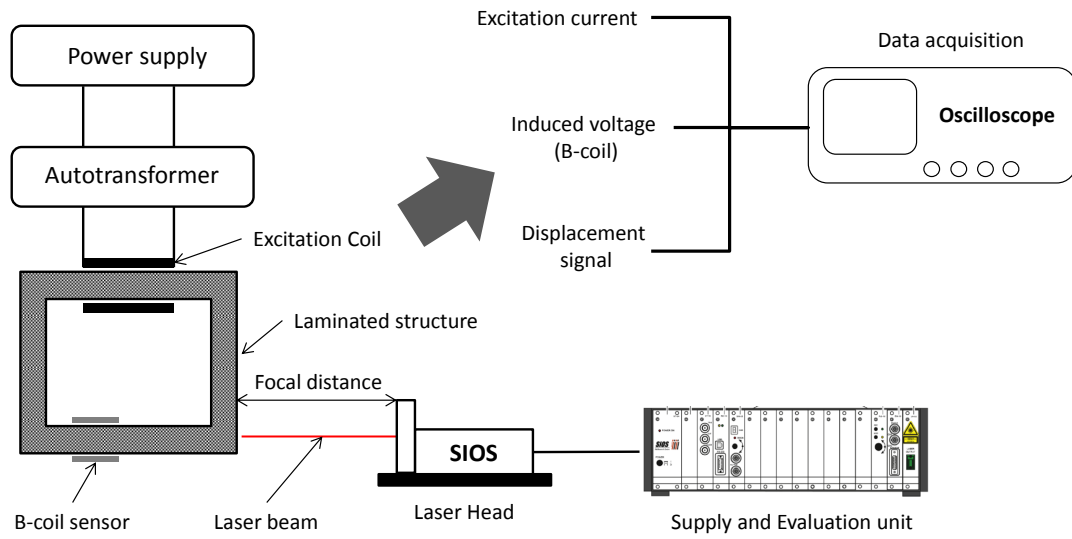 Excitation current
Data acquisition
Power supply
Oscilloscope
Induced voltage
(B-coil)
Autotransformer
Excitation Coil
Displacement
signal
Laminated structure
Focal distance
SIOS
SIOS
B-coil sensor
Laser beam
Laser Head
Supply and Evaluation unit